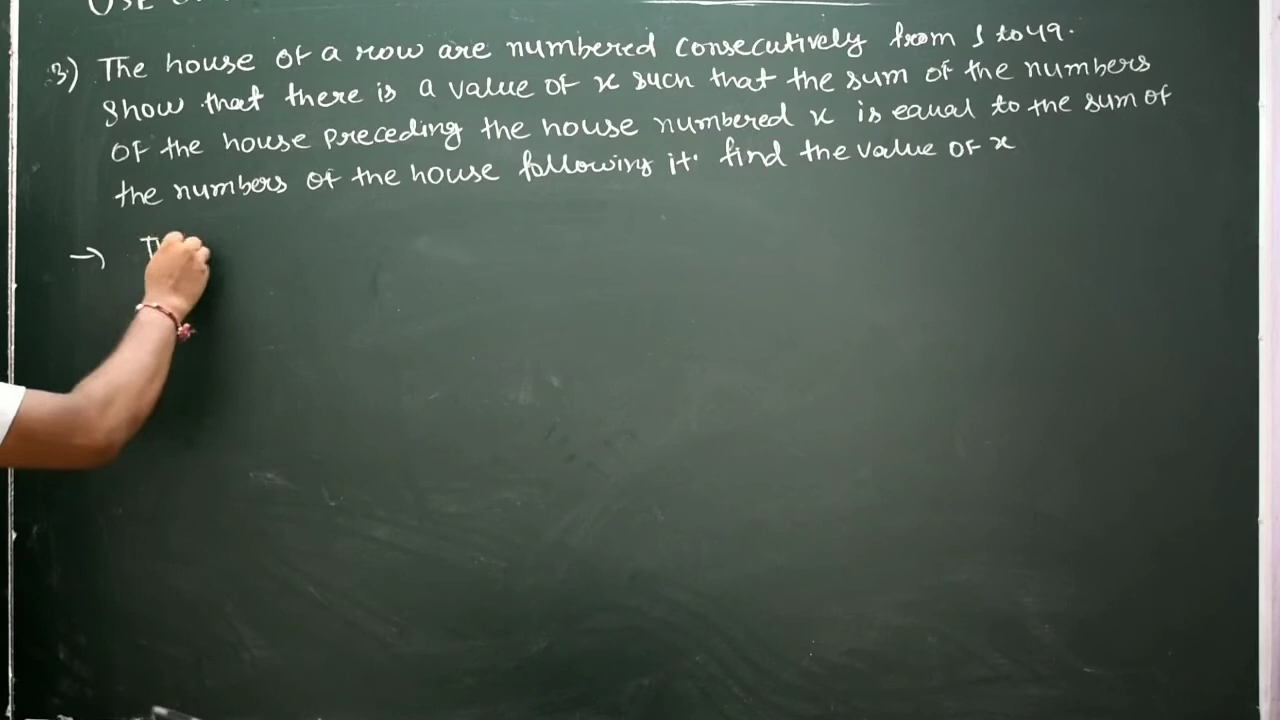 3) The house of a row are numbered consecutively from 1 to 49.
Show that there is a value of x such that the sum of the numbers
of the house preceding the house numbered x is equal to the sum of
the numbers of the house following it. find the value of x
→